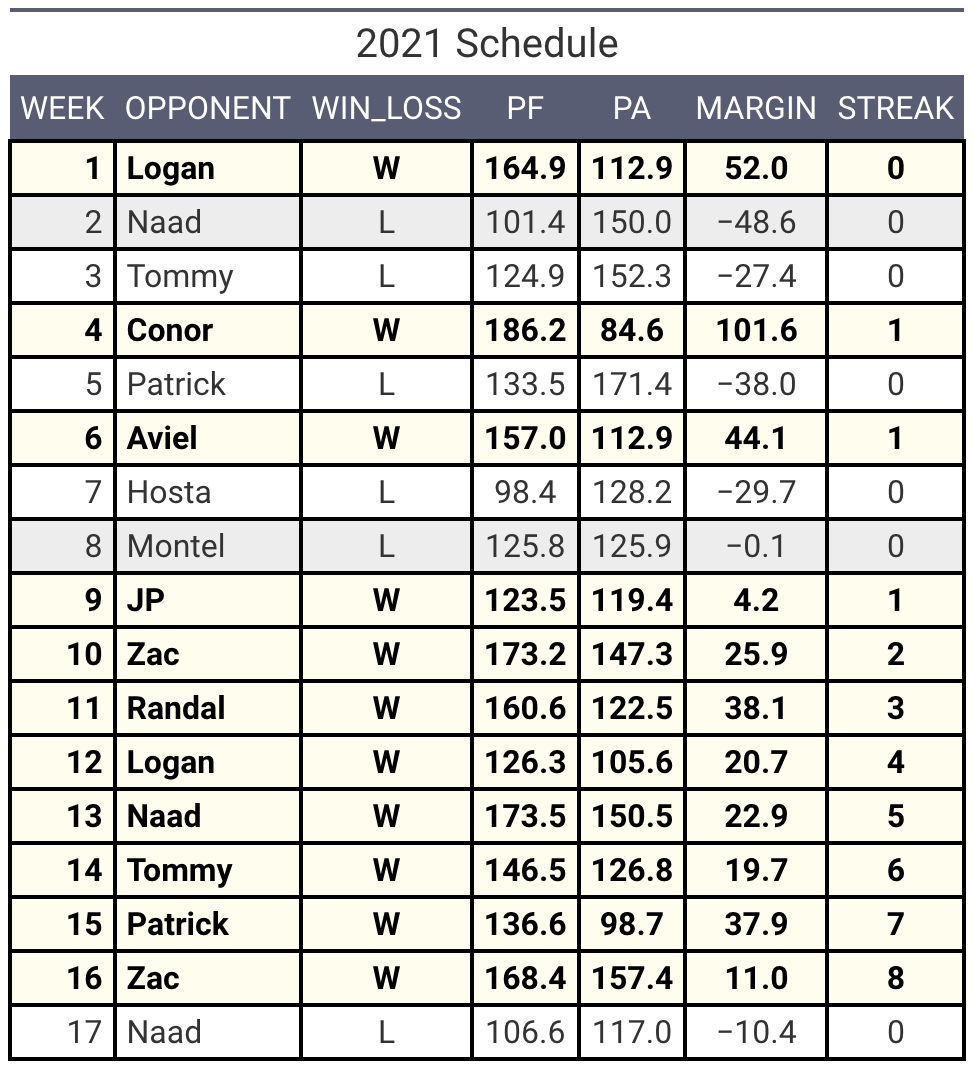 2021 Schedule
WEEK OPPONENT WIN_LOSS PF PA MARGIN STREAK
1 Logan W 164.9 112.9 52.0 0
2 Naad L 101.4 150.0 −48.6 0
3 Tommy L 124.9 152.3 −27.4 0
4 Conor W 186.2 84.6 101.6 1
5 Patrick L 133.5 171.4 −38.0 0
6 Aviel W 157.0 112.9 44.1 1
7 Hosta L 98.4 128.2 −29.7 0
8 Montel L 125.8 125.9 −0.1 0
9 JP W 123.5 119.4 4.2 1
10 Zac W 173.2 147.3 25.9 2
11 Randal W 160.6 122.5 38.1 3
12 Logan W 126.3 105.6 20.7 4
13 Naad W 173.5 150.5 22.9 5
14 Tommy W 146.5 126.8 19.7 6
15 Patrick W 136.6 98.7 37.9 7
16 Zac W 168.4 157.4 11.0 8
17 Naad L 106.6 117.0 −10.4 0